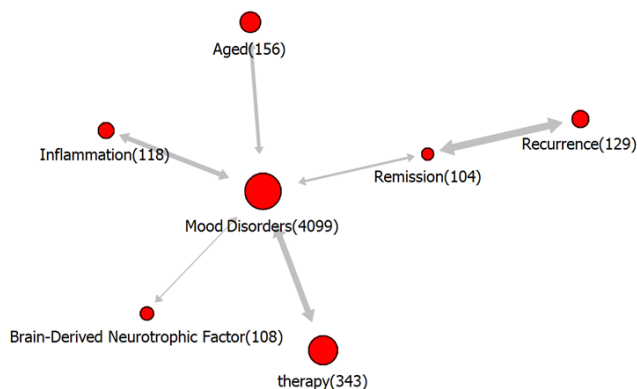 Aged(156)
Inflammation(118)
Recurrence(129)
Remission(104)
Mood Disorders(4099)
Brain-Derived Neurotrophic Factor(108)
therapy(343)